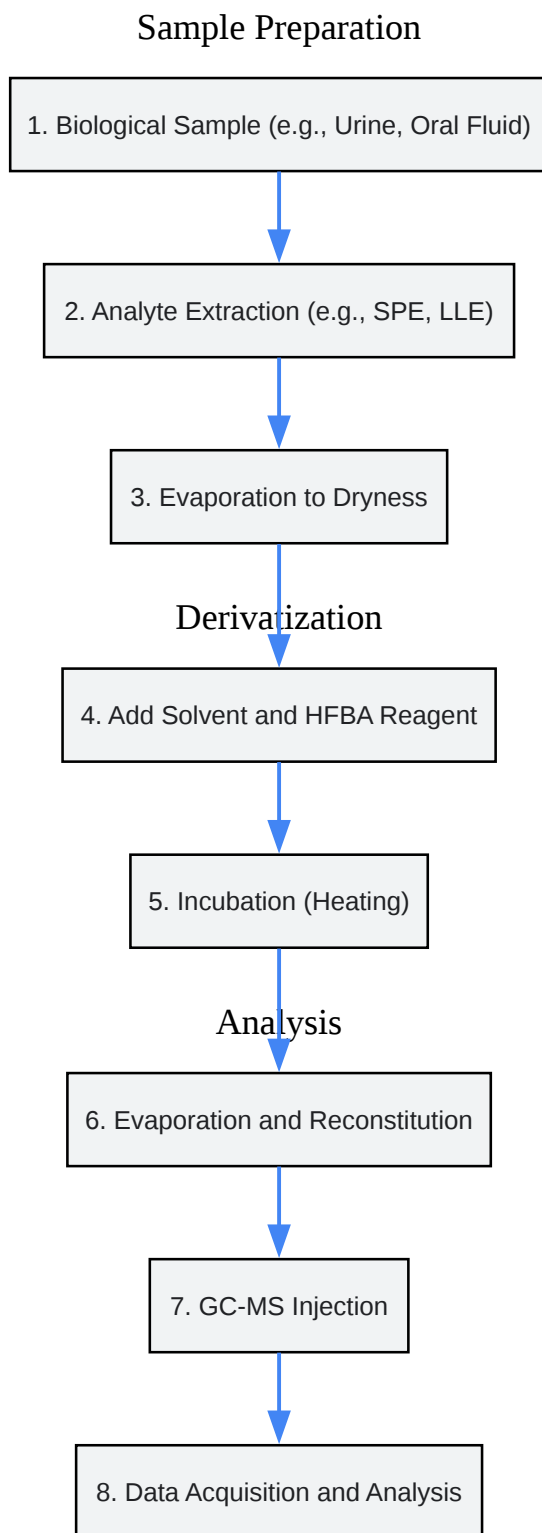 Sample Preparation
1. Biological Sample (e.g., Urine, Oral Fluid)
2. Analyte Extraction (e.g., SPE, LLE)
3. Evaporation to Dryness
Derivatization
4. Add Solvent and HFBA Reagent
5. Incubation (Heating)
Analysis
6. Evaporation and Reconstitution
7. GC-MS Injection
8. Data Acquisition and Analysis